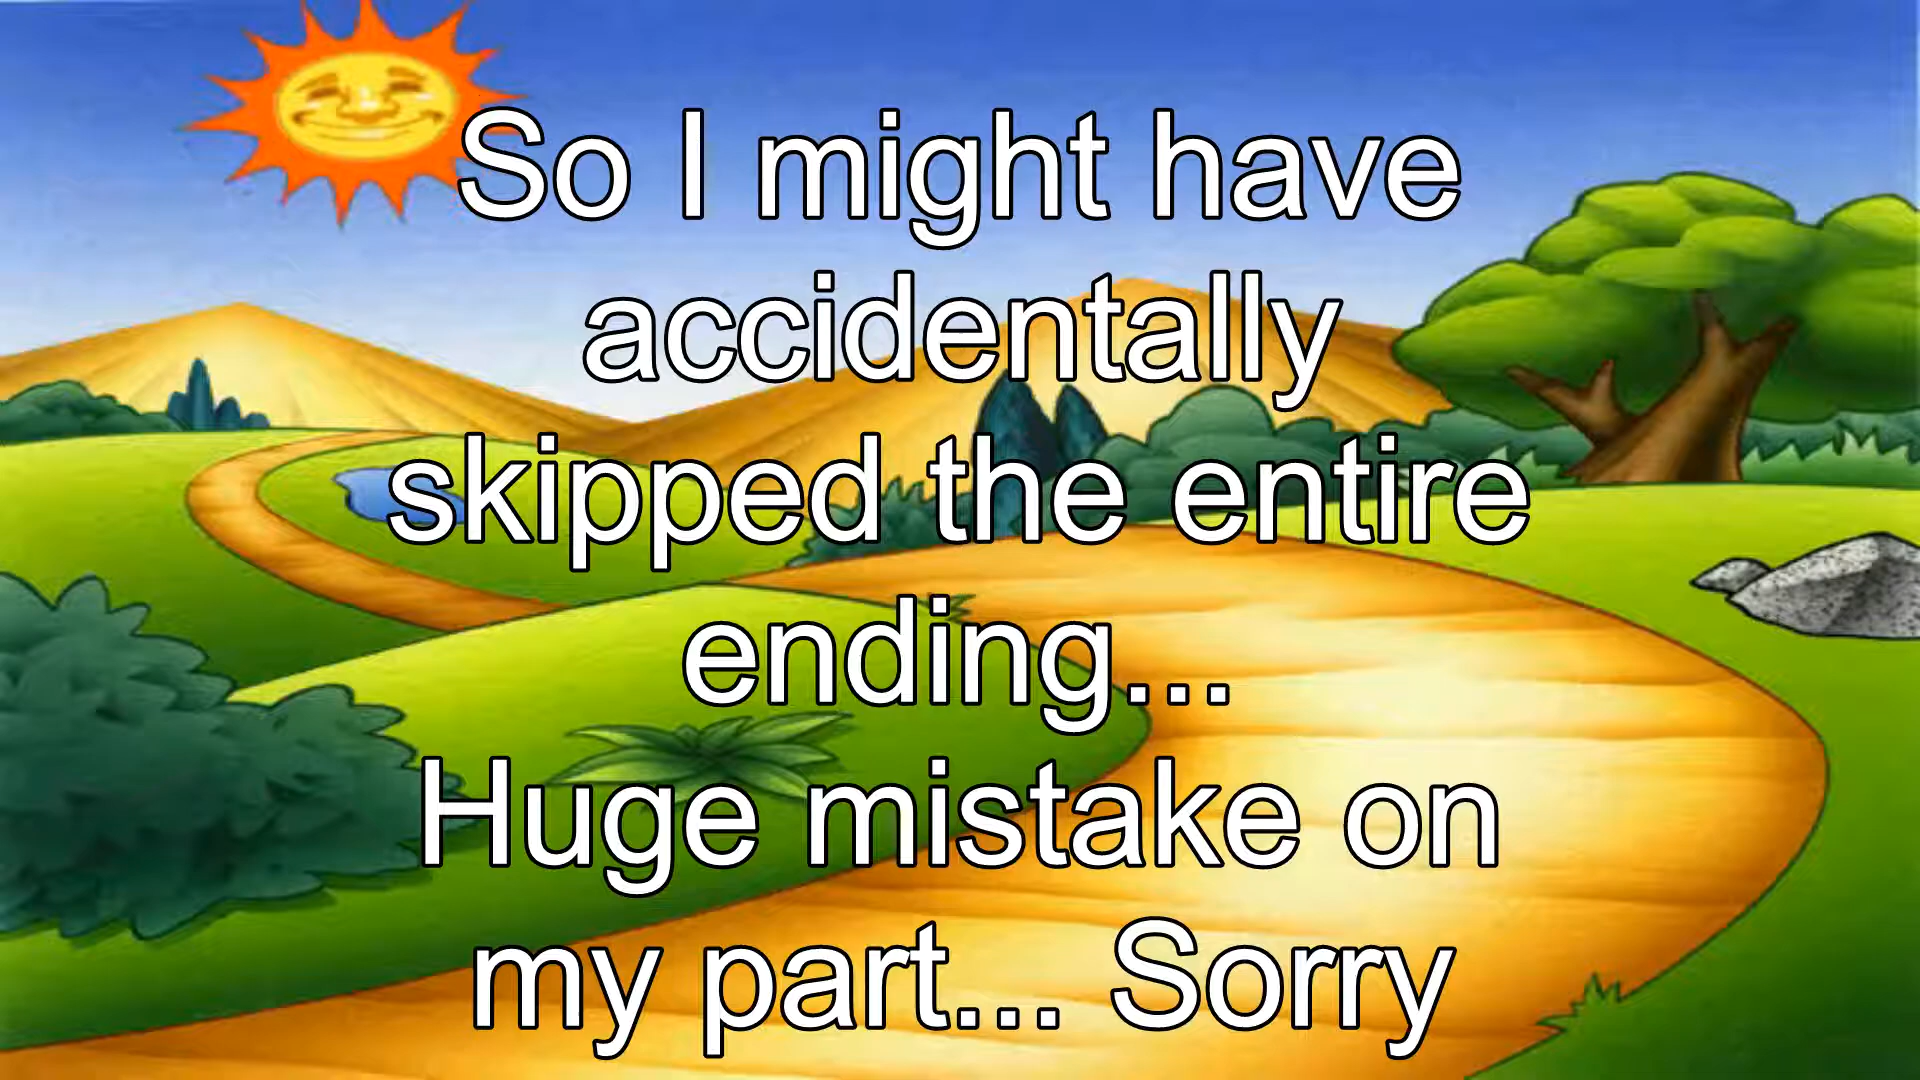 So I might have
accidentally
skipped the entire
ending...
Huge mistake on
my part... Sorry